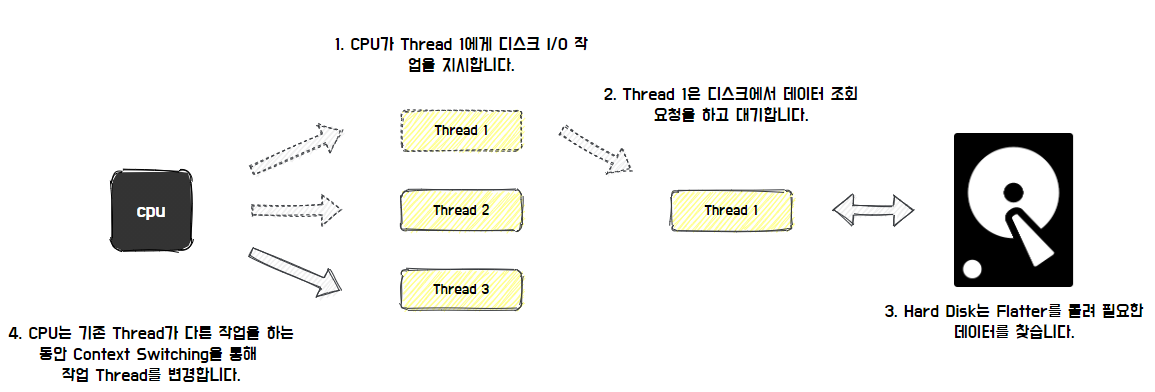 1. CPU가 Thread 1에게 디스크 I/O 작
업을 지시합니다.
2. Thread 1은 디스크에서 데이터 조회
요청을 하고 대기합니다.
Thread 1
cpu
Thread 2
Thread 1
Thread 3
3. Hard Disk는 Flatter를 돌려 필요한
데이터를 찾습니다.
4. CPU는 기존 Thread가 다른 작업을 하는
동안 Context Switching을 통해
작업 Thread를 변경합니다.